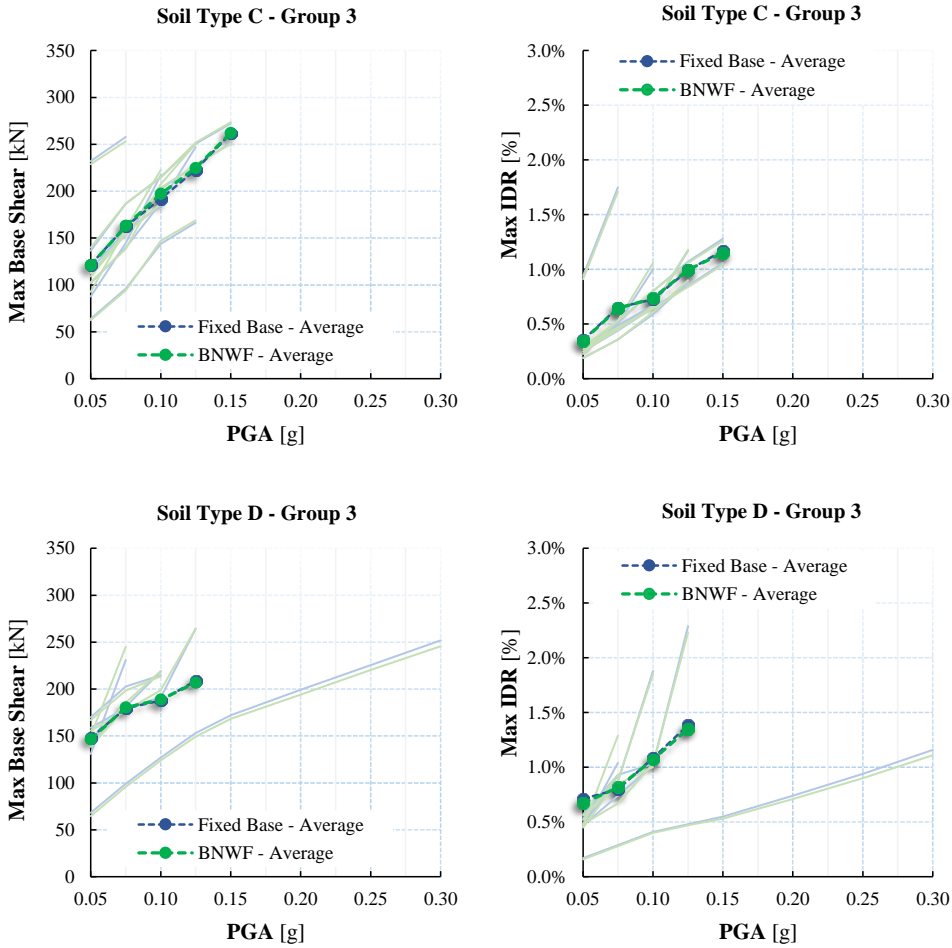 Soil Type C - Group 3
Max Base Shear [kN]
350
300
250
200
150
100
50
0
Fixed Base - Average
BNWF - Average
0.05 0.10 0.15 0.20 0.25 0.30
PGA [g]
Soil Type C - Group 3
Max IDR [%]
3.0%
2.5%
2.0%
1.5%
1.0%
0.5%
0.0%
Fixed Base - Average
BNWF - Average
0.05 0.10 0.15 0.20 0.25 0.30
PGA [g]
Soil Type D - Group 3
Max Base Shear [kN]
350
300
250
200
150
100
50
0
Fixed Base - Average
BNWF - Average
0.05 0.10 0.15 0.20 0.25 0.30
PGA [g]
Soil Type D - Group 3
Max IDR [%]
3.0%
2.5%
2.0%
1.5%
1.0%
0.5%
0.0%
Fixed Base - Average
BNWF - Average
0.05 0.10 0.15 0.20 0.25 0.30
PGA [g]